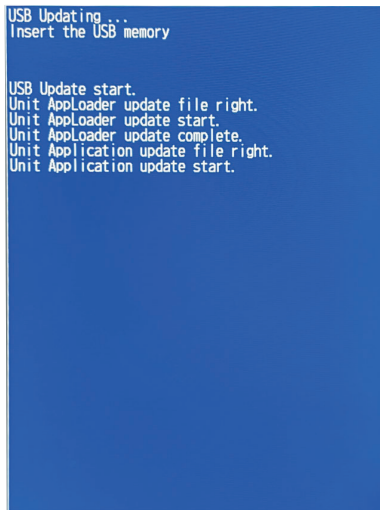 USB Updating ...
Insert the USB memory
USB Update start.
Unit AppLoader update file right.
Unit AppLoader update start.
Unit AppLoader update complete.
Unit Application update file right.
Unit Application update start.